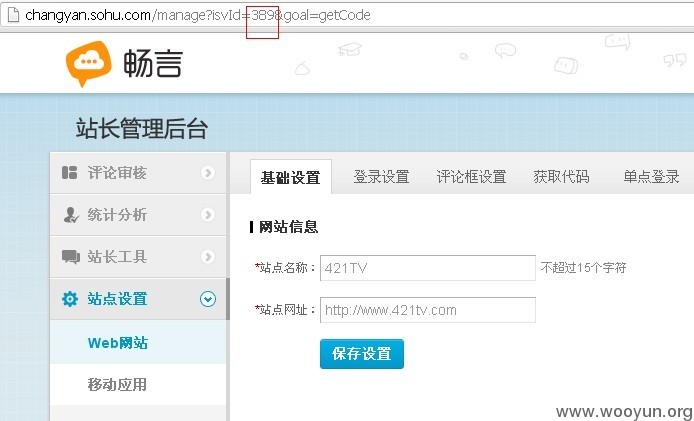 changyan.sohu.com/manage?isvId=389&goal=getCode
畅言
站长管理后台
评论审核
统计分析
站长工具
站点设置
Web网站
移动应用
基础设置 登录设置 评论框设置 获取代码 单点登录
网站信息
*站点名称： 421TV 不超过15个字符
*站点网址： http://www.421tv.com
保存设置
www.wooyun.org